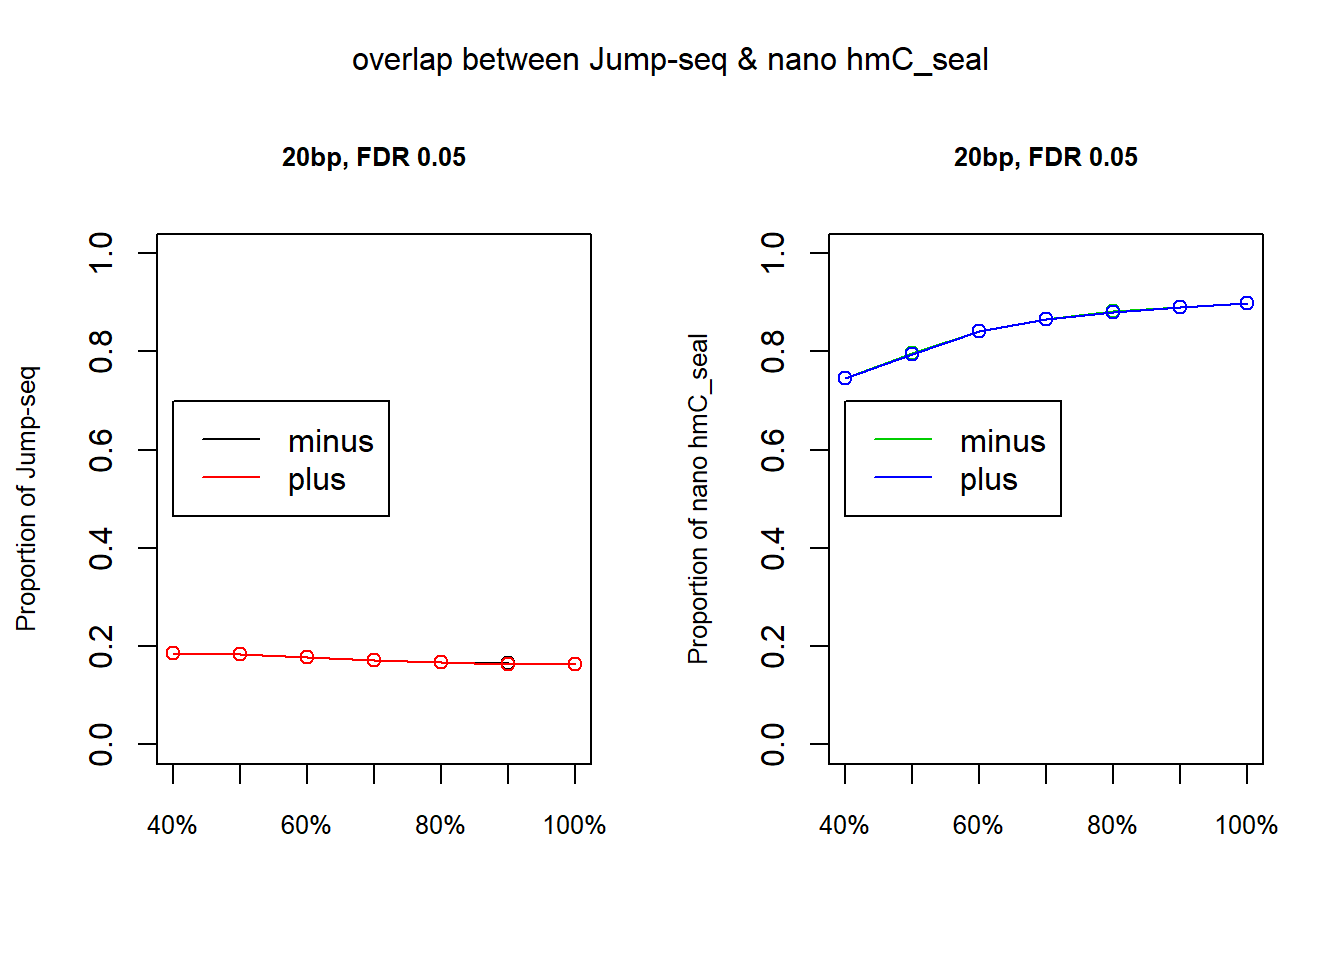 overlap between Jump-seq & nano hmC_seal
20bp, FDR 0.05
Proportion of Jump-seq
1.0
0.8
0.6
0.4
0.2
0.0
minus
plus
40%
60%
80%
100%
20bp, FDR 0.05
Proportion of nano hmC_seal
1.0
0.8
0.6
0.4
0.2
0.0
minus
plus
40%
60%
80%
100%